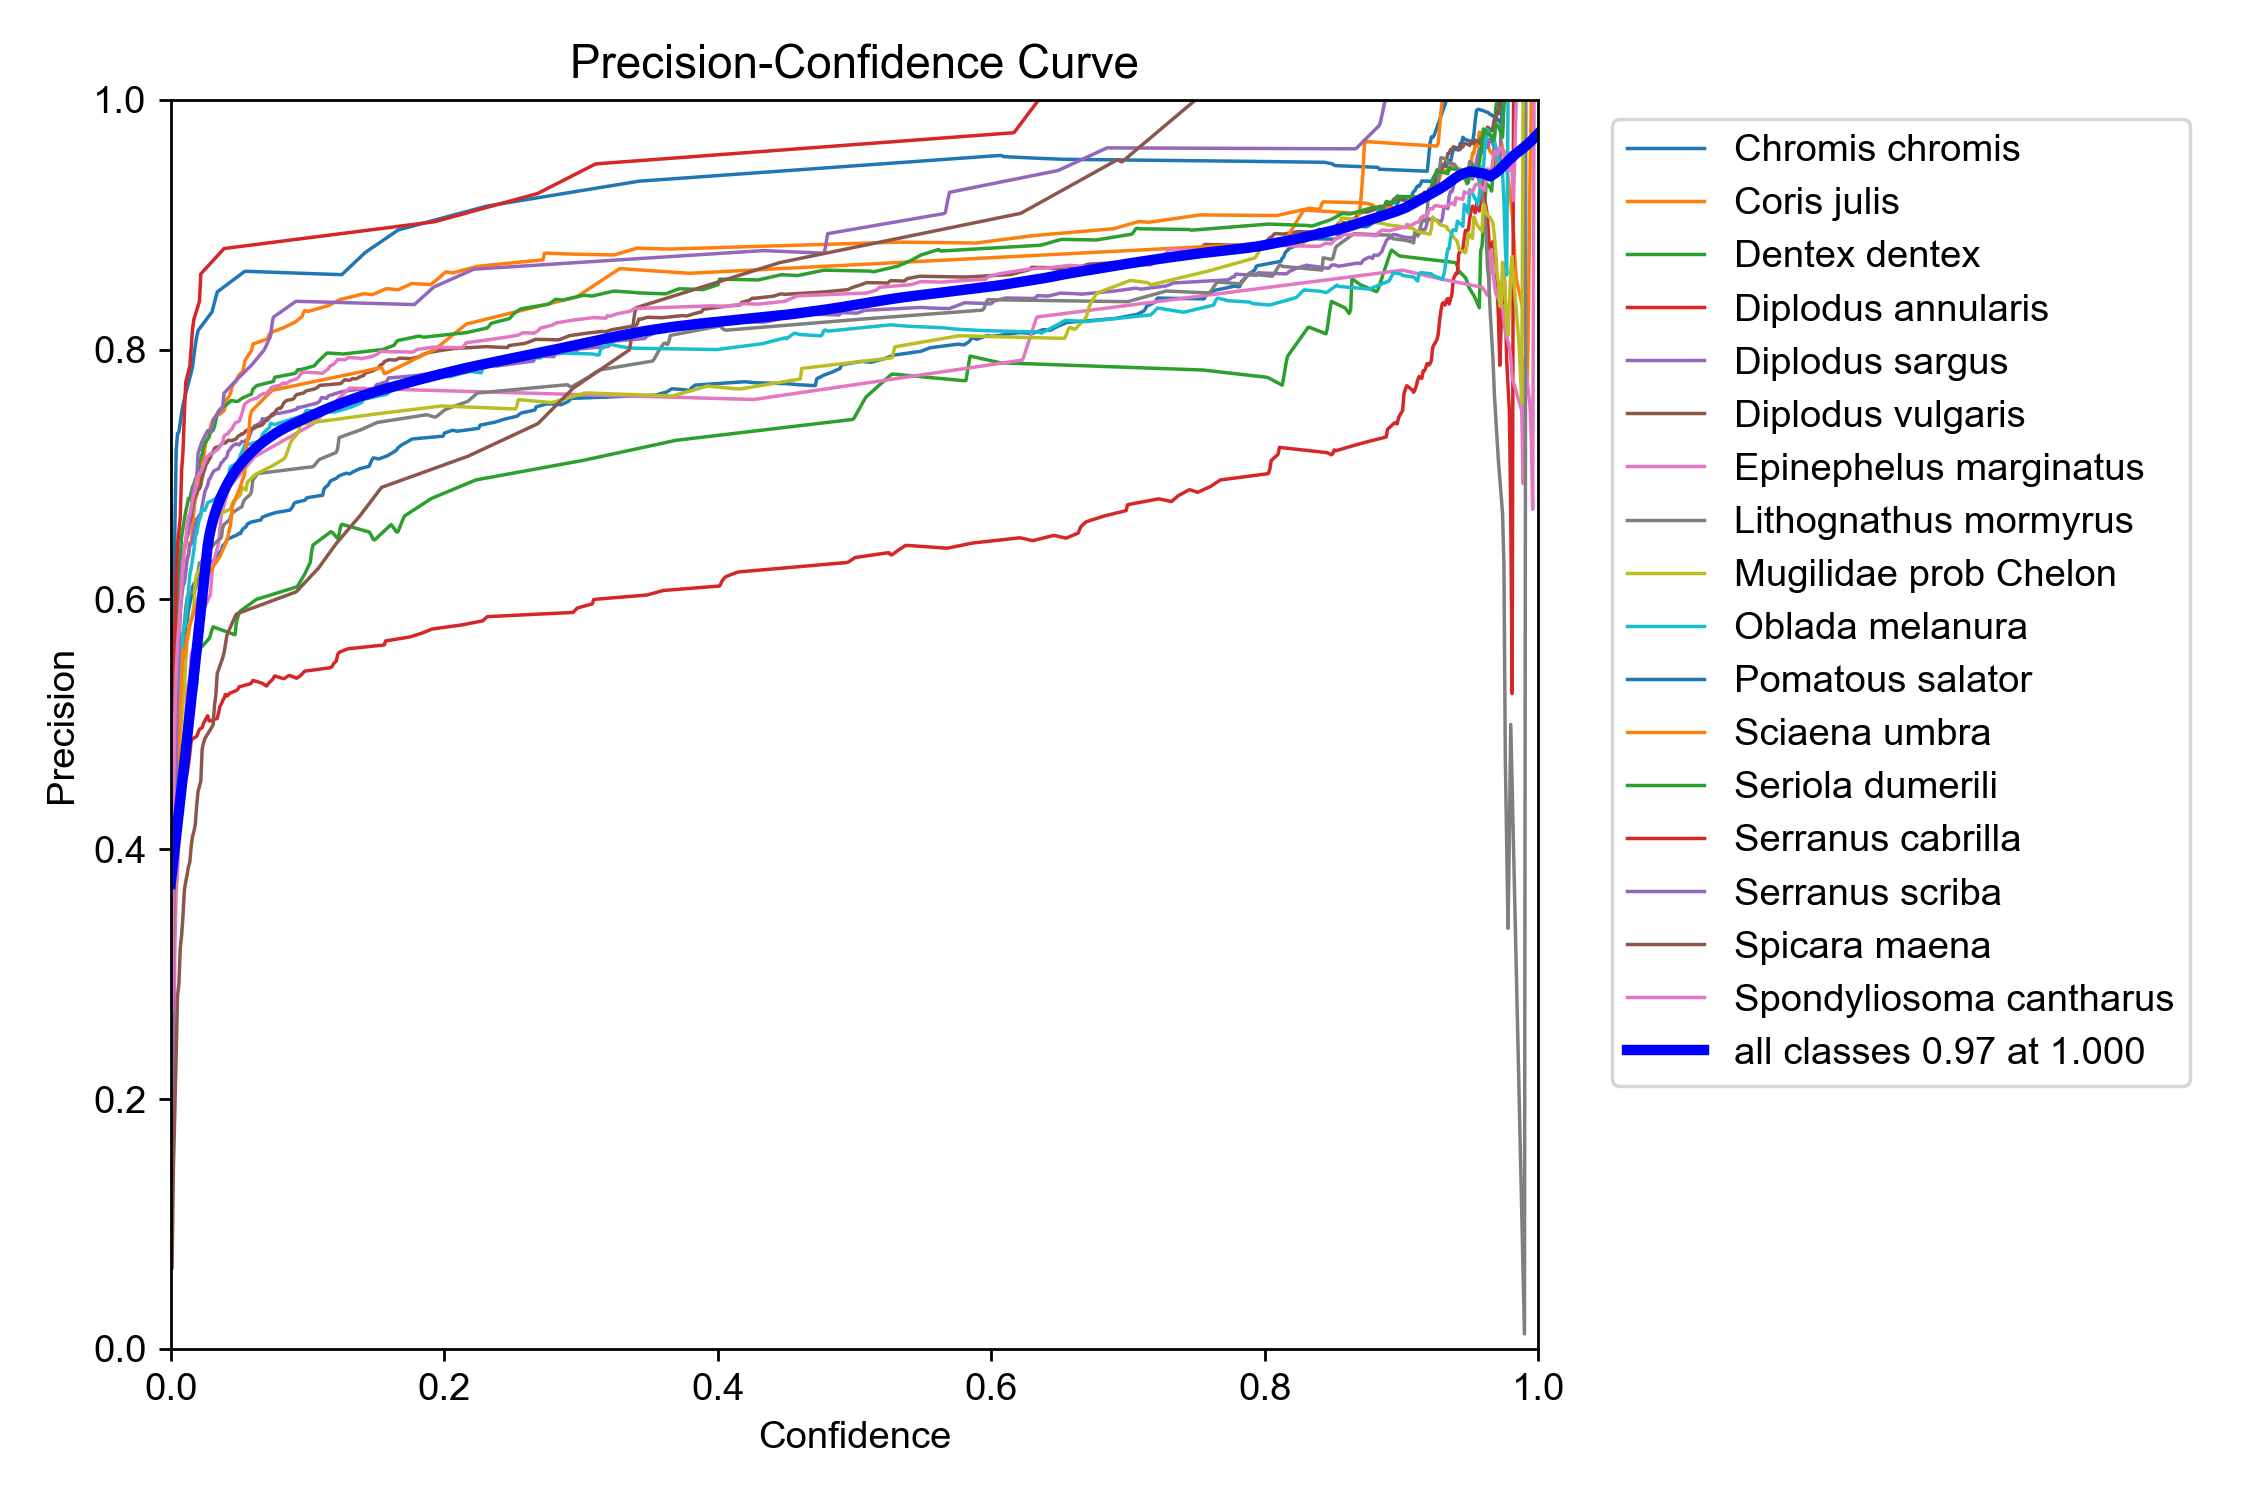 Precision-Confidence Curve
1.0
0.8
0.6
0.4
0.2
0.0
Precision
0.0 0.2 0.4 0.6 0.8 1.0
Confidence
Chromis chromis
Coris julis
Dentex dentex
Diplodus annularis
Diplodus sargus
Diplodus vulgaris
Epinephelus marginatus
Lithognathus mormyrus
Mugilidae prob Chelon
Oblada melanura
Pomatous salator
Sciaena umbra
Seriola dumerili
Serranus cabrilla
Serranus scriba
Spicara maena
Spondyliosoma cantharus
all classes 0.97 at 1.000